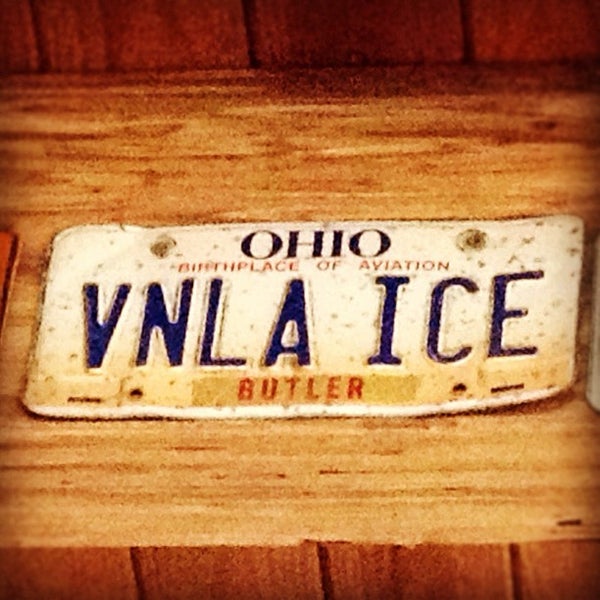 OHIO
BIRTHPLACE OF AVIATION
VNLA ICE
BUTLER